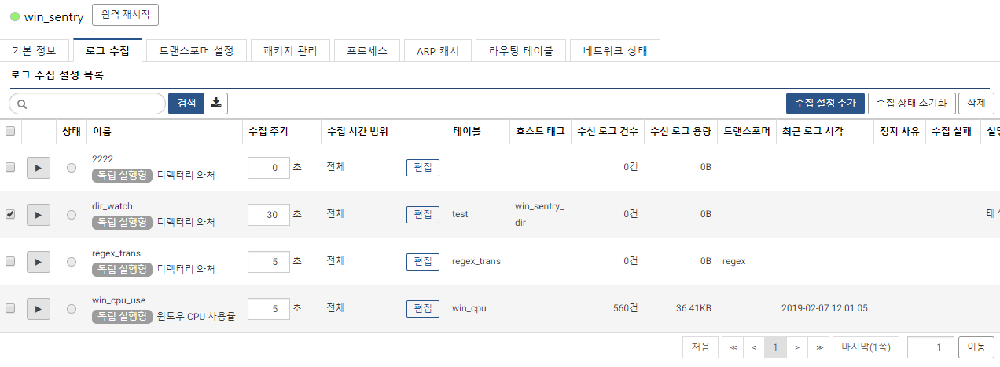 win_sentry 원격 재시작
기본 정보 로그 수집 트랜스포머 설정 패키지 관리 프로세스 ARP 캐시 라우팅 테이블 네트워크 상태
로그 수집 설정 목록
검색 수집 설정 추가 수집 상태 초기화 삭제
상태 이름 수집 주기 수집 시간 범위 테이블 호스트 태그 수신 로그 건수 수신 로그 용량 트랜스포머 최근 로그 시각 정지 사유 수집 실패 설명
2222
독립 실행형 디렉터리 와처 0 초 전체 편집 0건 0B
dir_watch
독립 실행형 디렉터리 와처 30 초 전체 편집 test win_sentry_ 0건 0B 테스
dir
regex_trans
독립 실행형 디렉터리 와처 5 초 전체 편집 regex_trans 0건 0B regex
win_cpu_use
독립 실행형 윈도우 CPU 사용률 5 초 전체 편집 win_cpu 560건 36.41KB 2019-02-07 12:01:05
처음 ≪ < 1 > ≫ 마지막(1쪽) 1 이동